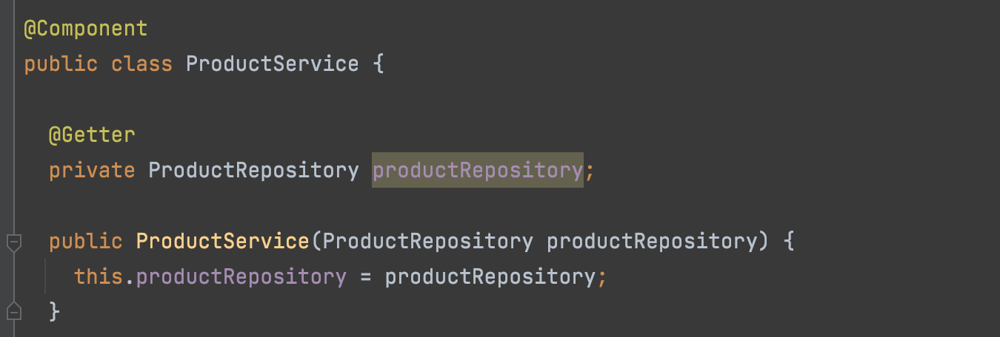 @Component
public class ProductService {
@Getter
private ProductRepository productRepository;
public ProductService(ProductRepository productRepository) {
this.productRepository = productRepository;
}